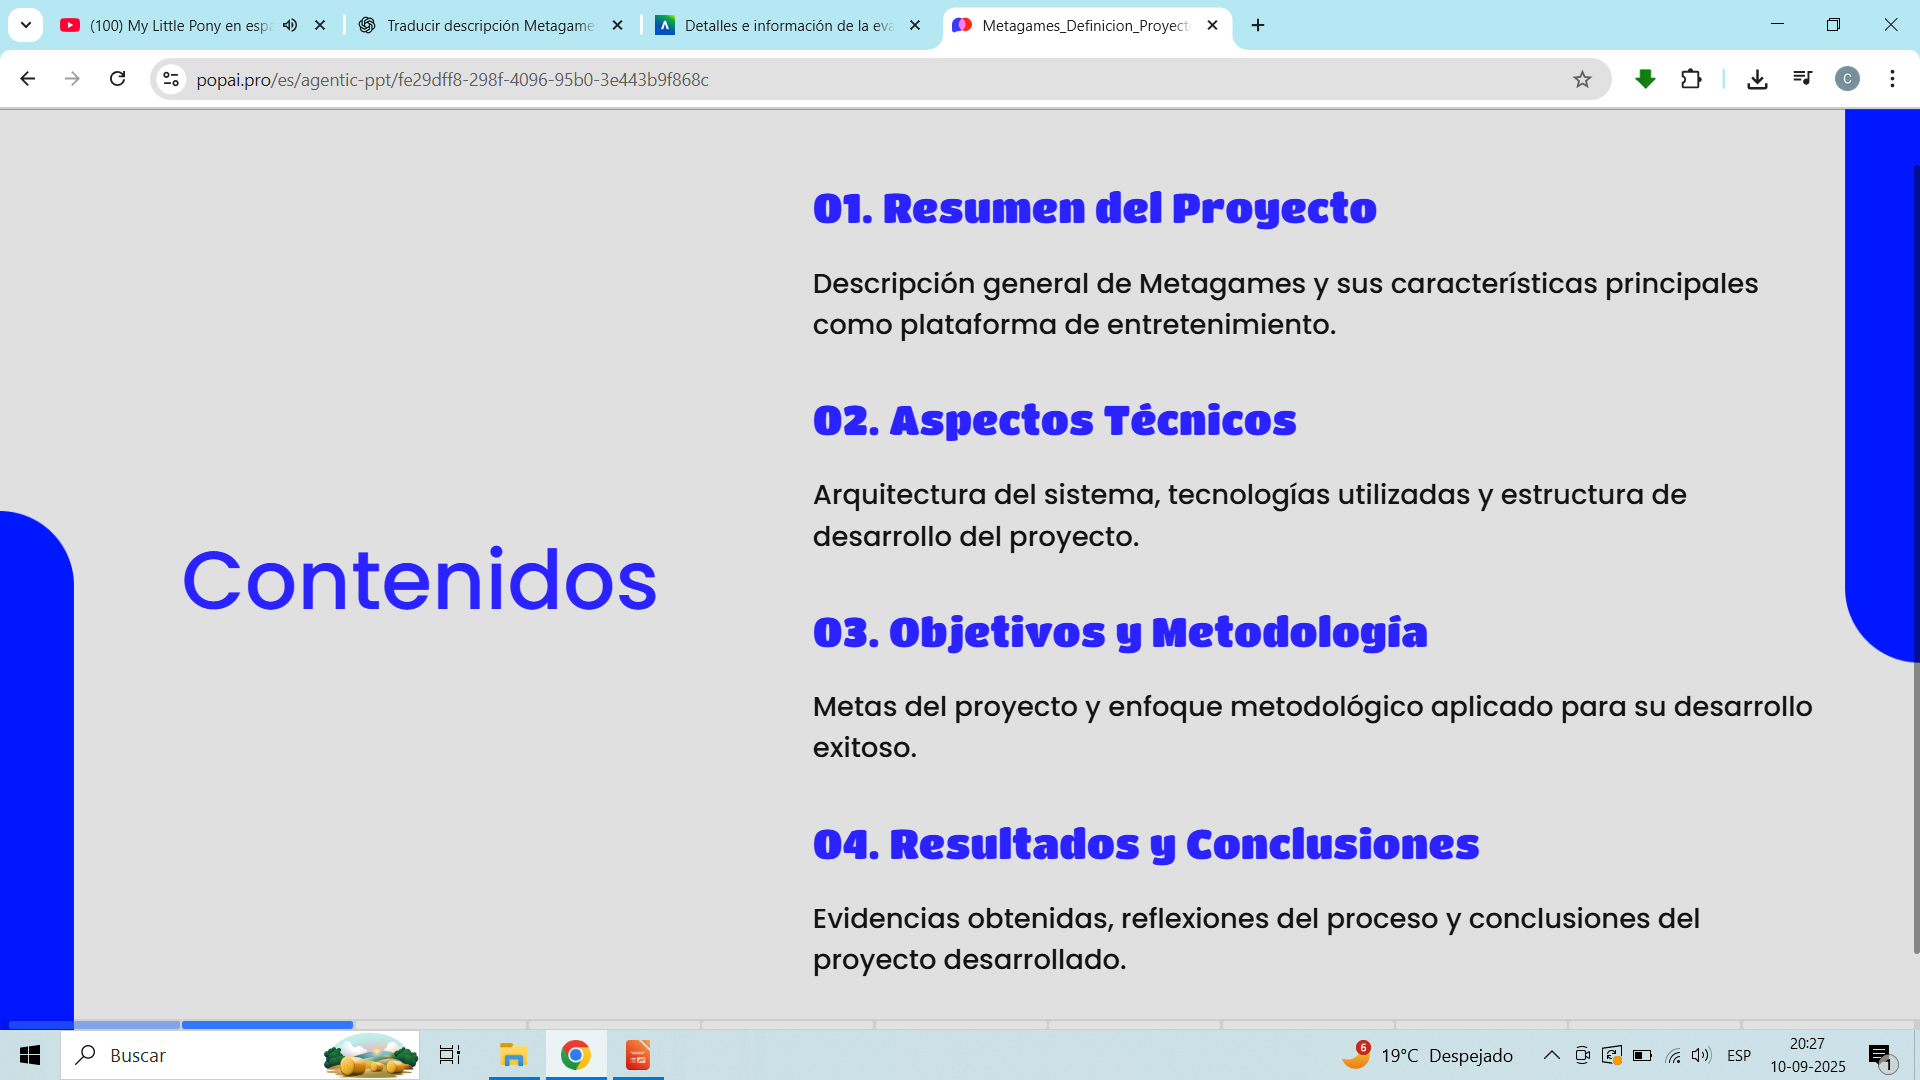 (100) My Little Pony en espa
Traducir descripción Metagame
Detalles e información de la eva
Metagames_Definicion_Proyect
popai.pro/es/agentic-ppt/fe29dff8-298f-4096-95b0-3e443b9f868c
C
Contenidos
01. Resumen del Proyecto
Descripción general de Metagames y sus características principales
como plataforma de entretenimiento.
02. Aspectos Técnicos
Arquitectura del sistema, tecnologías utilizadas y estructura de
desarrollo del proyecto.
03. Objetivos y Metodología
Metas del proyecto y enfoque metodológico aplicado para su desarrollo
exitoso.
04. Resultados y Conclusiones
Evidencias obtenidas, reflexiones del proceso y conclusiones del
proyecto desarrollado.
Buscar
6
19°C Despejado
ESP
20:27
10-09-2025
1